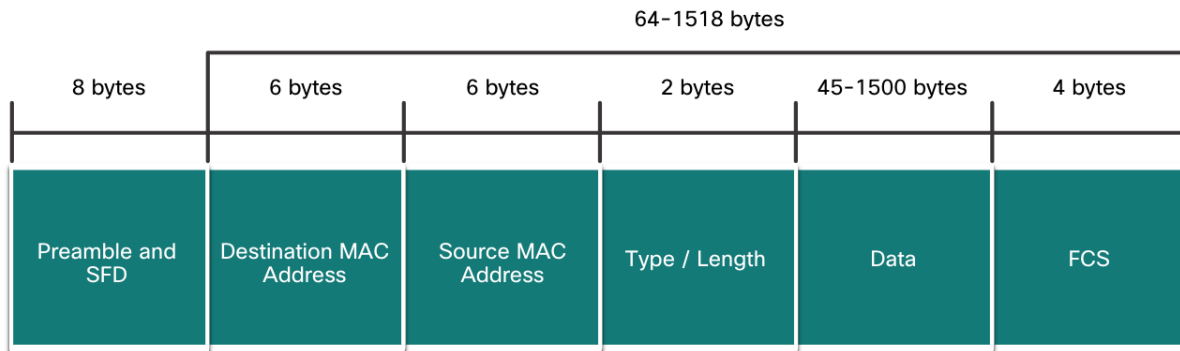 64-1518 bytes
8 bytes
6 bytes
6 bytes
2 bytes
45-1500 bytes
4 bytes
Preamble and
SFD
Destination MAC
Address
Source MAC
Address
Type / Length
Data
FCS